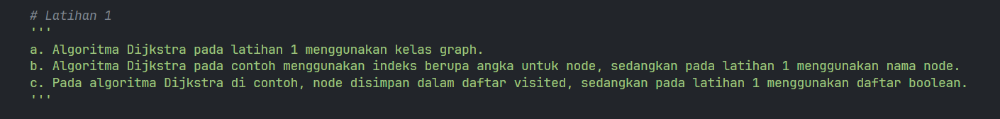 # Latihan 1
'''
a. Algoritma Dijkstra pada latihan 1 menggunakan kelas graph.
b. Algoritma Dijkstra pada contoh menggunakan indeks berupa angka untuk node, sedangkan pada latihan 1 menggunakan nama node.
c. Pada algoritma Dijkstra di contoh, node disimpan dalam daftar visited, sedangkan pada latihan 1 menggunakan daftar boolean.
'''